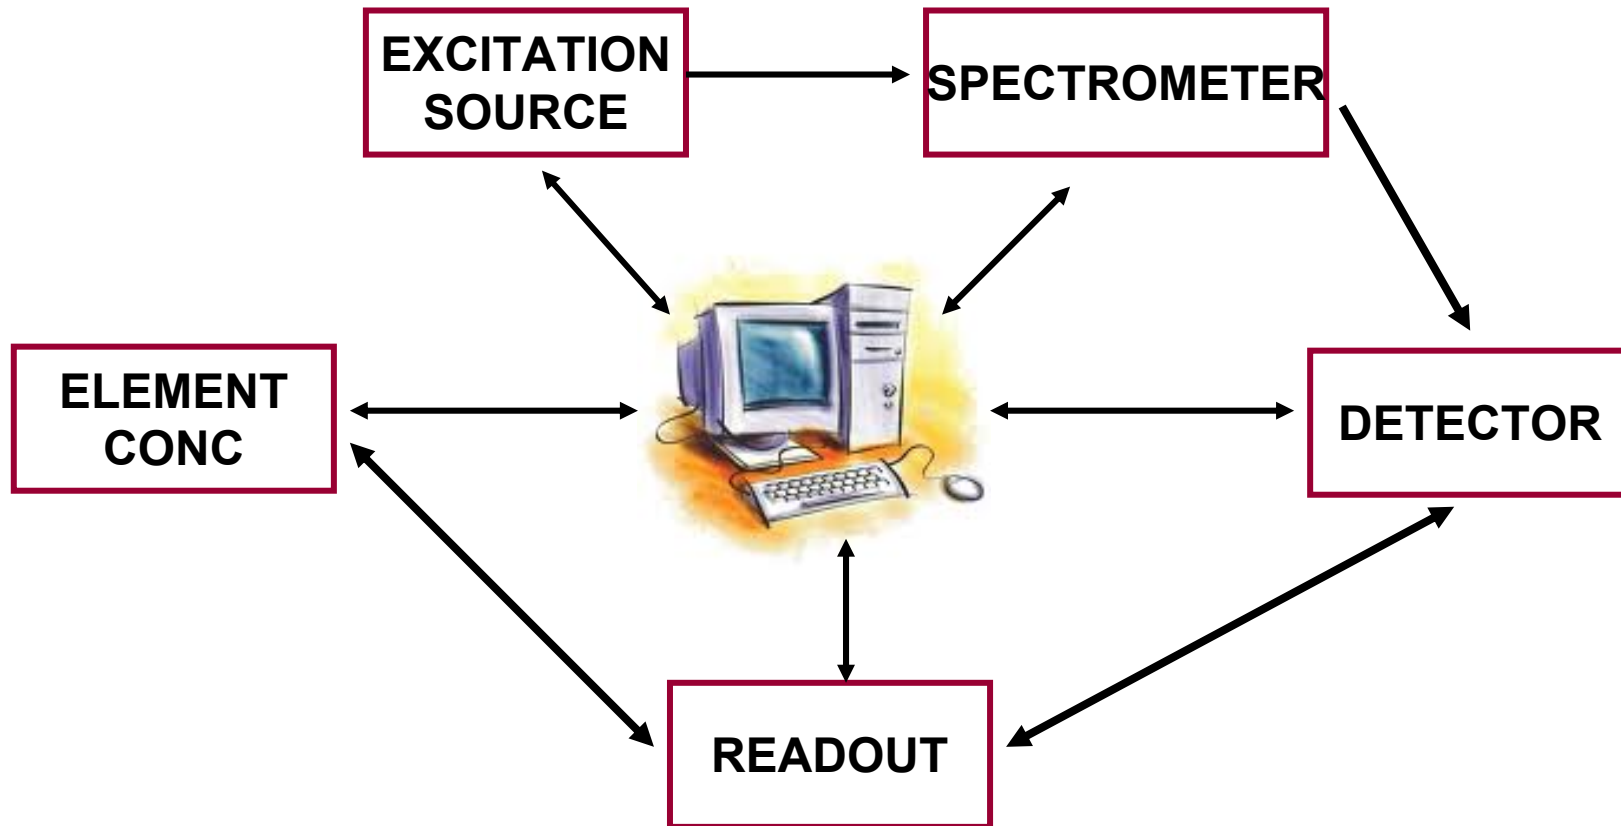 EXCITATION
SOURCE
SPECTROMETER
ELEMENT
CONC
DETECTOR
READOUT